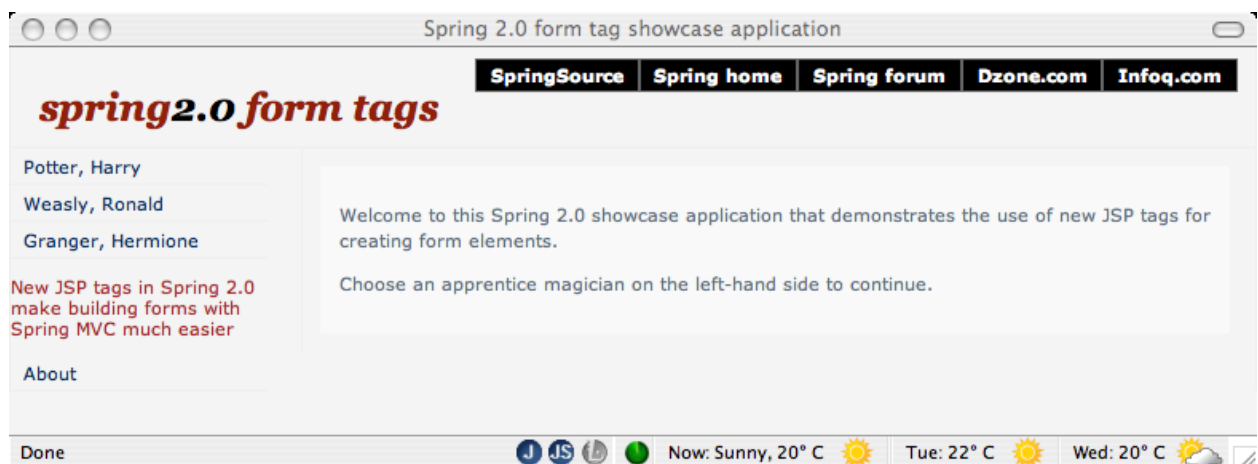 Spring 2.0 form tag showcase application
SpringSource Spring home Spring forum Dzone.com Infoq.com
spring2.0 form tags
Potter, Harry
Weasly, Ronald
Granger, Hermione
New JSP tags in Spring 2.0
make building forms with
Spring MVC much easier
About
Welcome to this Spring 2.0 showcase application that demonstrates the use of new JSP tags for
creating form elements.
Choose an apprentice magician on the left-hand side to continue.
Done J JS Now: Sunny, 20° C Tue: 22° C Wed: 20° C